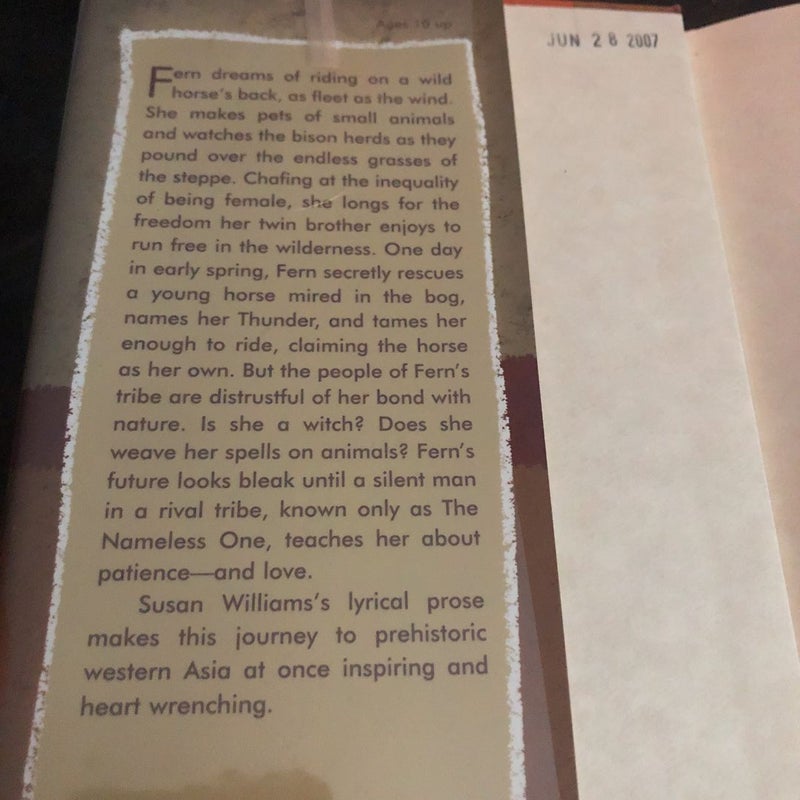 Ages 10 up
Fern dreams of riding on a wild
horse's back, as fleet as the wind.
She makes pets of small animals
and watches the bison herds as they
pound over the endless grasses of
the steppe. Chafing at the inequality
of being female, she longs for the
freedom her twin brother enjoys to
run free in the wilderness. One day
in early spring, Fern secretly rescues
a young horse mired in the bog,
names her Thunder, and tames her
enough to ride, claiming the horse
as her own. But the people of Fern's
tribe are distrustful of her bond with
nature. Is she a witch? Does she
weave her spells on animals? Fern's
future looks bleak until a silent man
in a rival tribe, known only as The
Nameless One, teaches her about
patience—and love.
Susan Williams's lyrical prose
makes this journey to prehistoric
western Asia at once inspiring and
heart wrenching.
JUN 28 2007